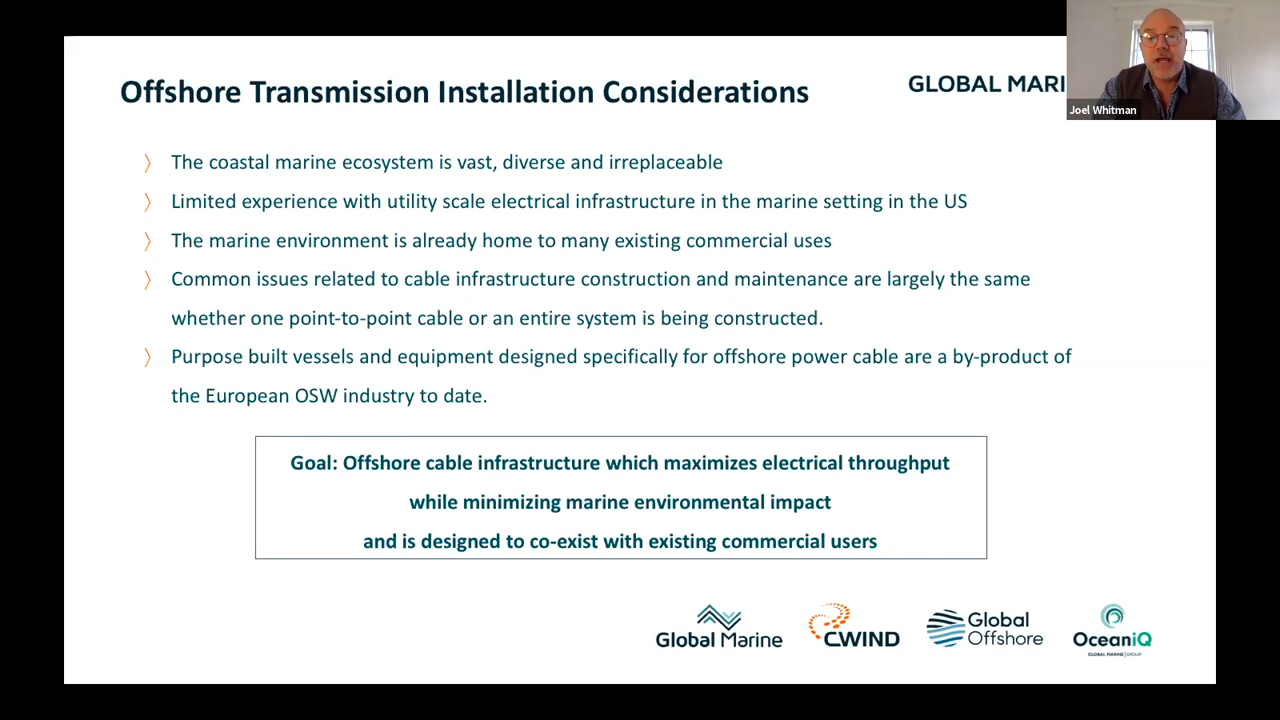 Offshore Transmission Installation Considerations
GLOBAL MARI
Joel Whitman
〉 The coastal marine ecosystem is vast, diverse and irreplaceable
〉 Limited experience with utility scale electrical infrastructure in the marine setting in the US
〉 The marine environment is already home to many existing commercial uses
〉 Common issues related to cable infrastructure construction and maintenance are largely the same
whether one point-to-point cable or an entire system is being constructed.
〉 Purpose built vessels and equipment designed specifically for offshore power cable are a by-product of
the European OSW industry to date.
Goal: Offshore cable infrastructure which maximizes electrical throughput
while minimizing marine environmental impact
and is designed to co-exist with existing commercial users
Global Marine
CWIND
Global
Offshore
OceaniQ
GLOBAL MARINE | GROUP